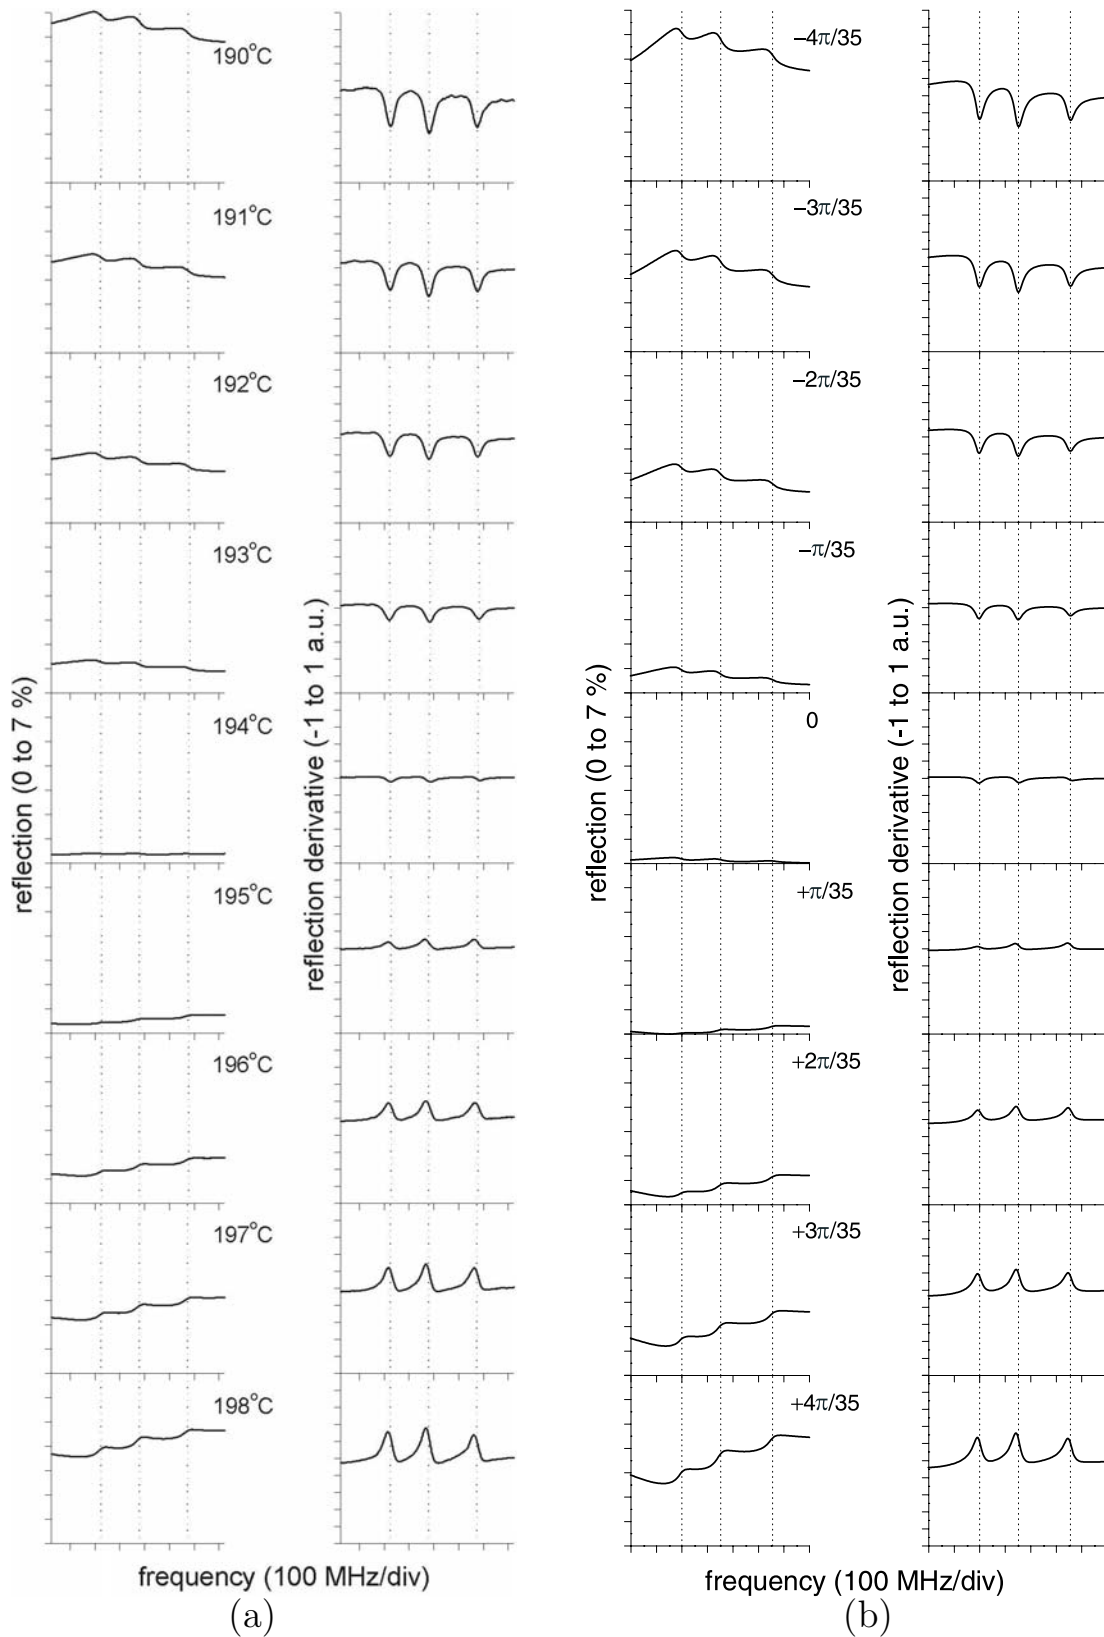 190°C
191°C
192°C
193°C
194°C
195°C
196°C
197°C
198°C
reflection (0 to 7 %)
reflection derivative (-1 to 1 a.u.)
frequency (100 MHz/div)
(a)
−4π/35
−3π/35
−2π/35
−π/35
0
+π/35
+2π/35
+3π/35
+4π/35
reflection (0 to 7 %)
reflection derivative (-1 to 1 a.u.)
frequency (100 MHz/div)
(b)